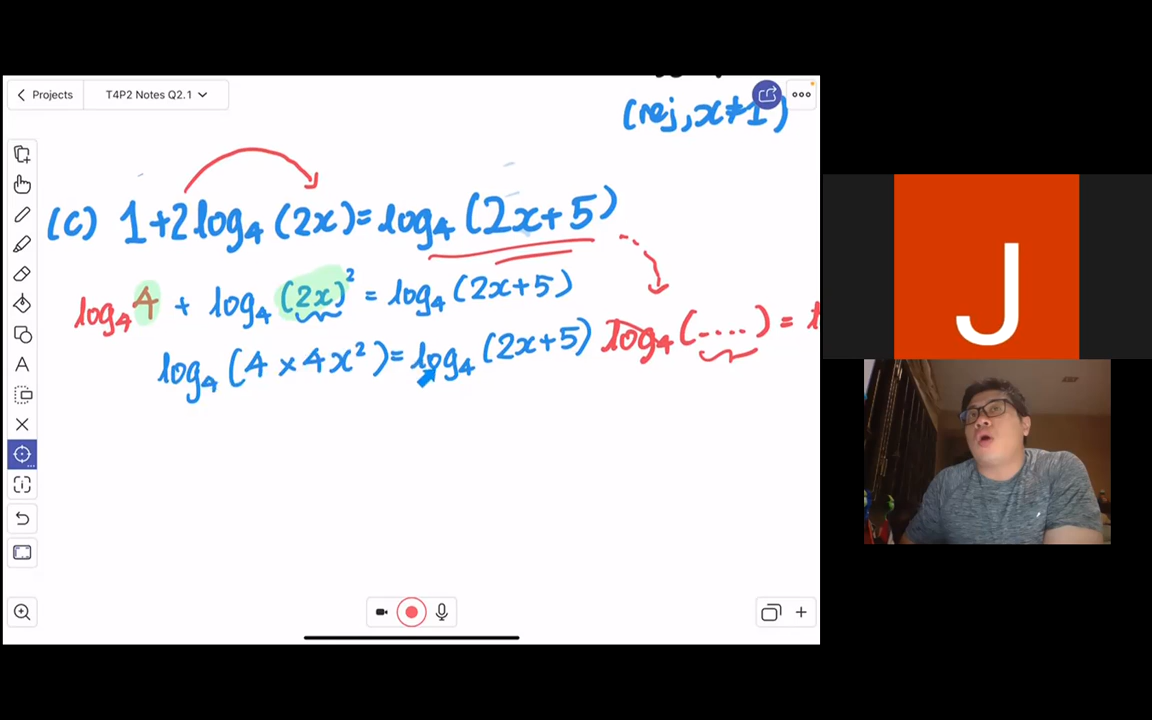 Projects T4P2 Notes Q2.1
(rej, x≠1)
(c) 1+2log₄(2x)=log₄(2x+5)
log₄4 + log₄(2x)² = log₄(2x+5)
log₄(4×4x²)=log₄(2x+5) log₄(....) =
J
A